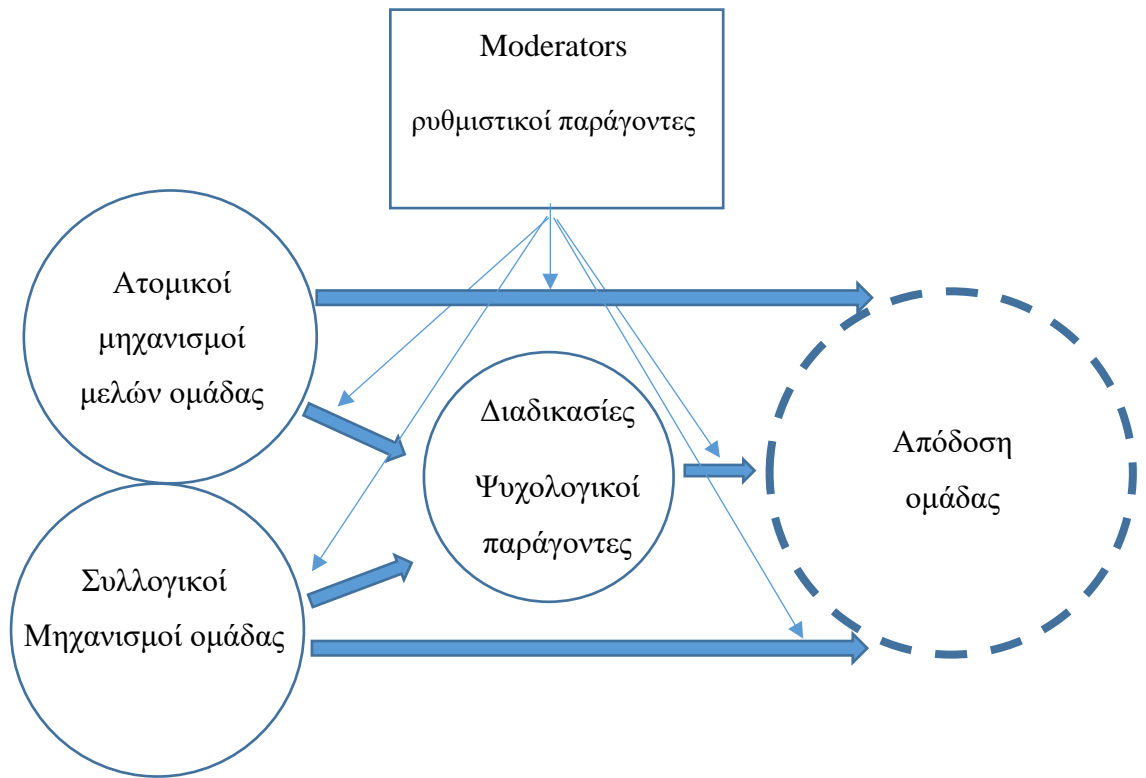 Moderators
ρυθμιστικοί παράγοντες
Ατομικοί
μηχανισμοί
μελών ομάδας
Διαδικασίες
Ψυχολογικοί
παράγοντες
Απόδοση
ομάδας
Συλλογικοί
Μηχανισμοί ομάδας